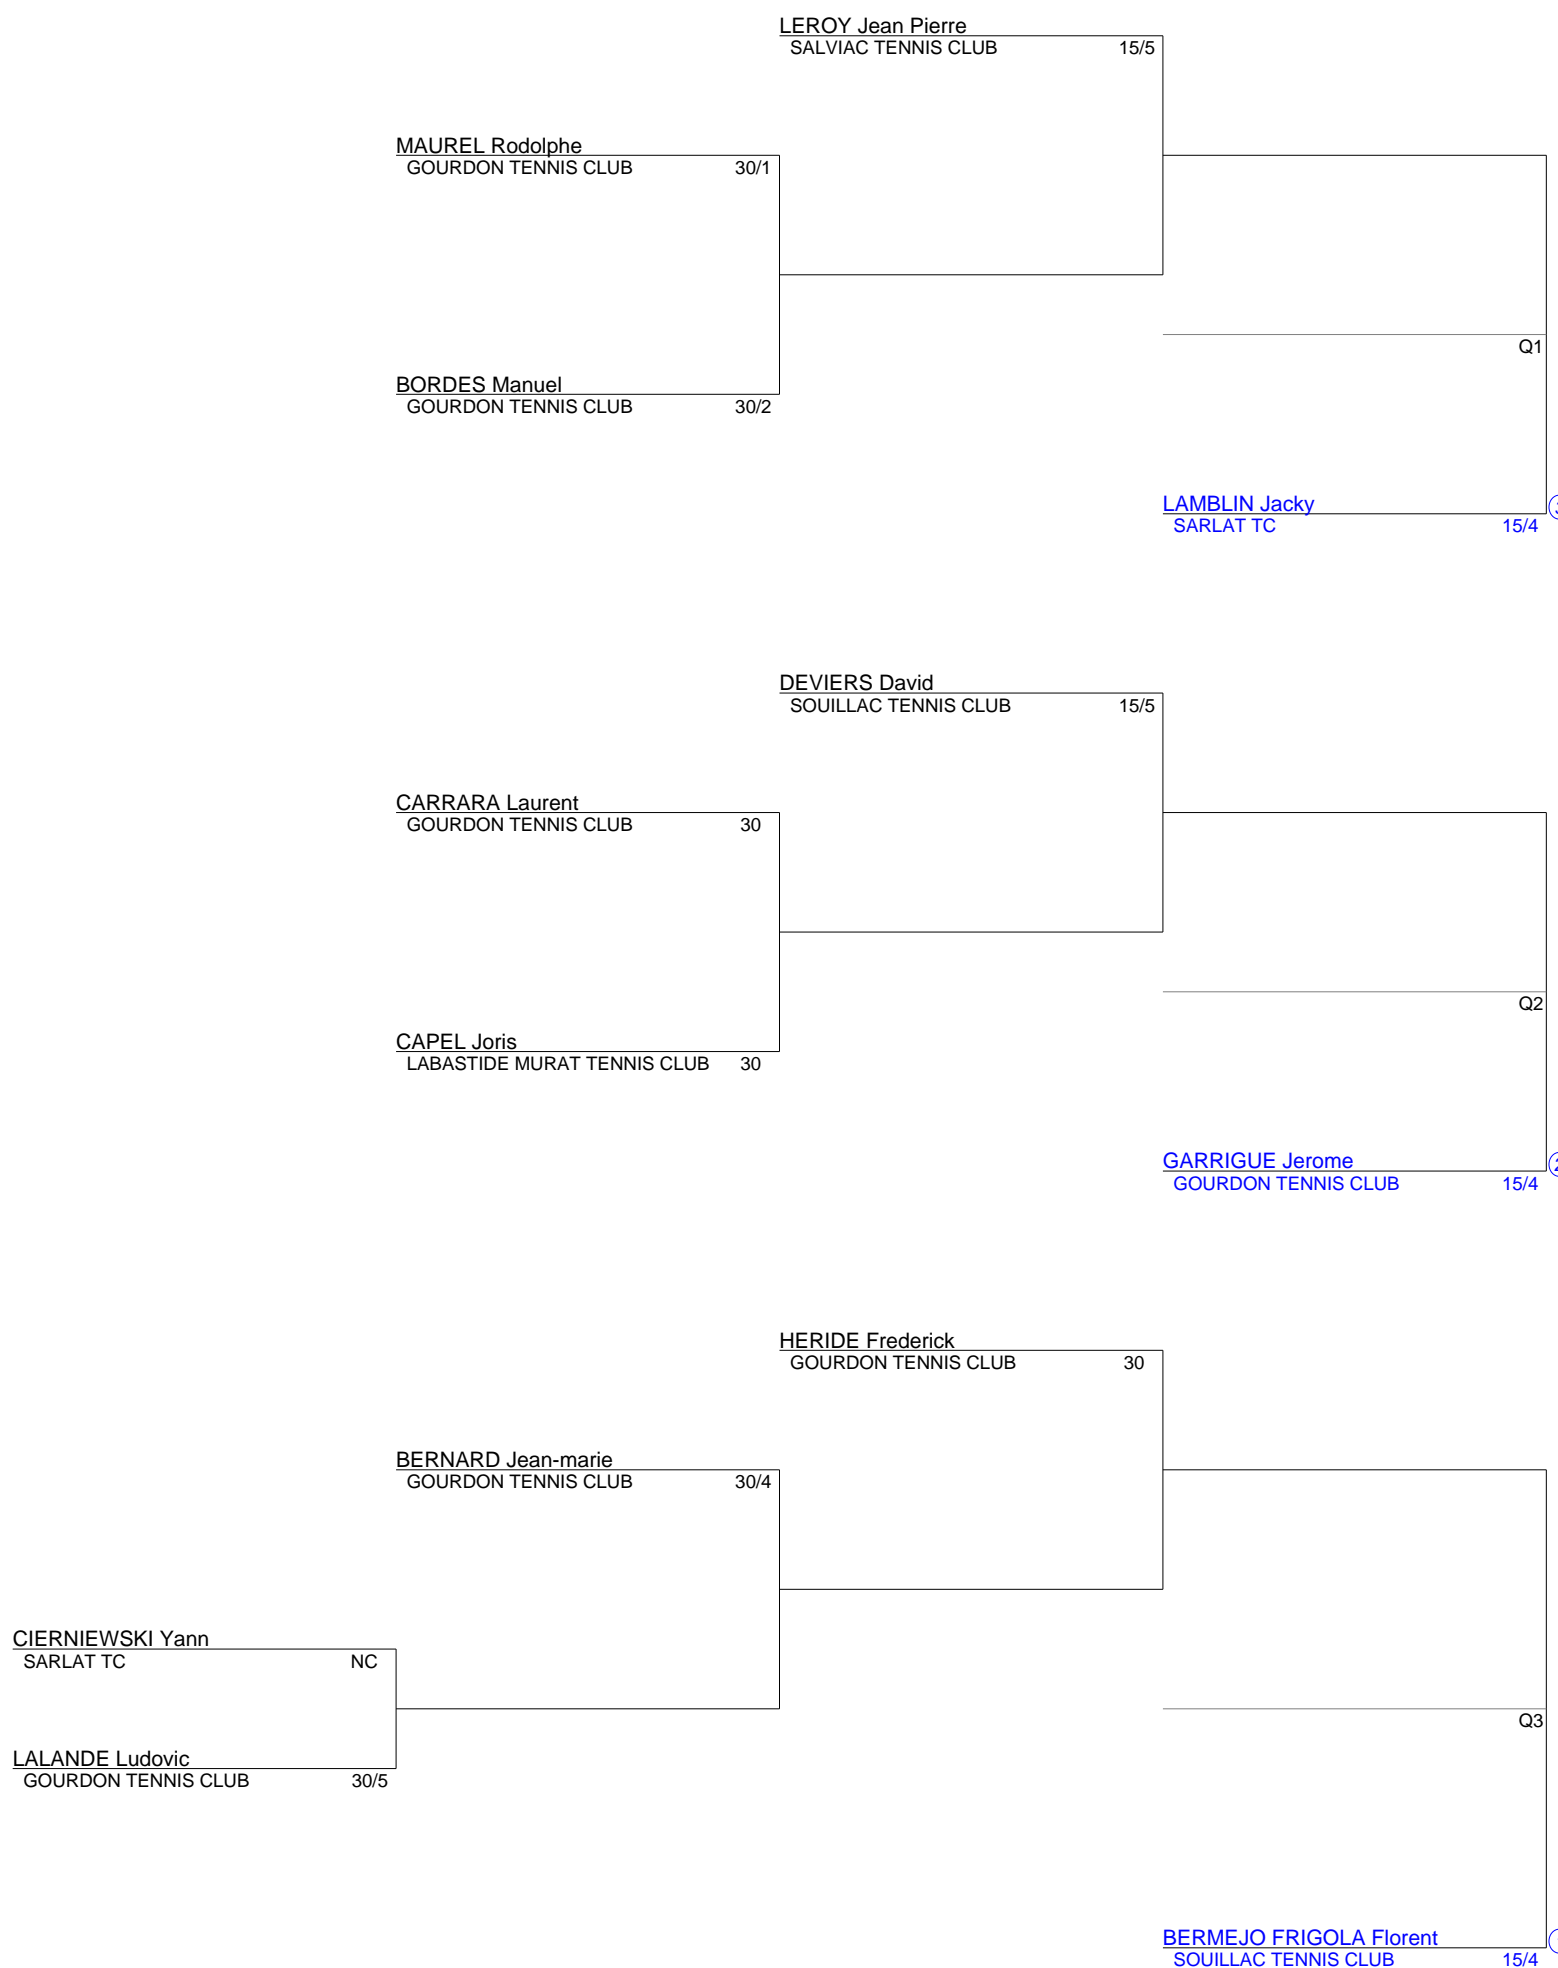 LEROY Jean Pierre
SALVIAC TENNIS CLUB 15/5
MAUREL Rodolphe
GOURDON TENNIS CLUB 30/1
Q1
BORDES Manuel
GOURDON TENNIS CLUB 30/2
LAMBLIN Jacky
SARLAT TC 15/4
DEVIERS David
SOUILLAC TENNIS CLUB 15/5
CARRARA Laurent
GOURDON TENNIS CLUB 30
Q2
CAPEL Joris
LABASTIDE MURAT TENNIS CLUB 30
GARRIGUE Jerome
GOURDON TENNIS CLUB 15/4
HERIDE Frederick
GOURDON TENNIS CLUB 30
BERNARD Jean-marie
GOURDON TENNIS CLUB 30/4
CIERNIEWSKI Yann
SARLAT TC NC
Q3
LALANDE Ludovic
GOURDON TENNIS CLUB 30/5
BERMEJO FRIGOLA Florent
SOUILLAC TENNIS CLUB 15/4